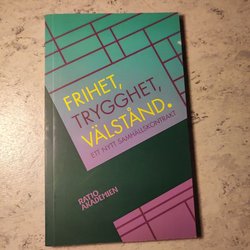 FRIHET,
TRYGGHET,
VÄLSTÅND.
ETT NYTT SAMHÄLLSKONTRAKT
RATIO
AKADEMIEN